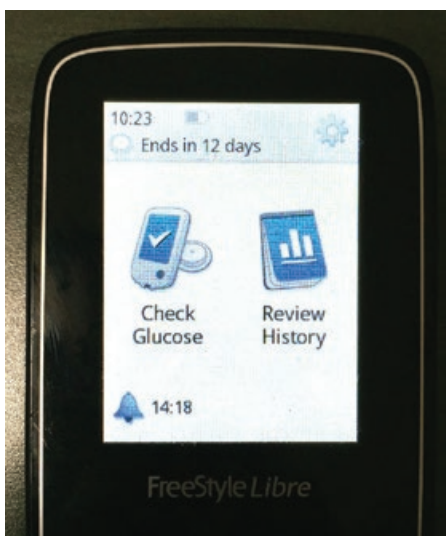 10:23
Ends in 12 days
Check
Glucose
Review
History
14:18
FreeStyle Libre